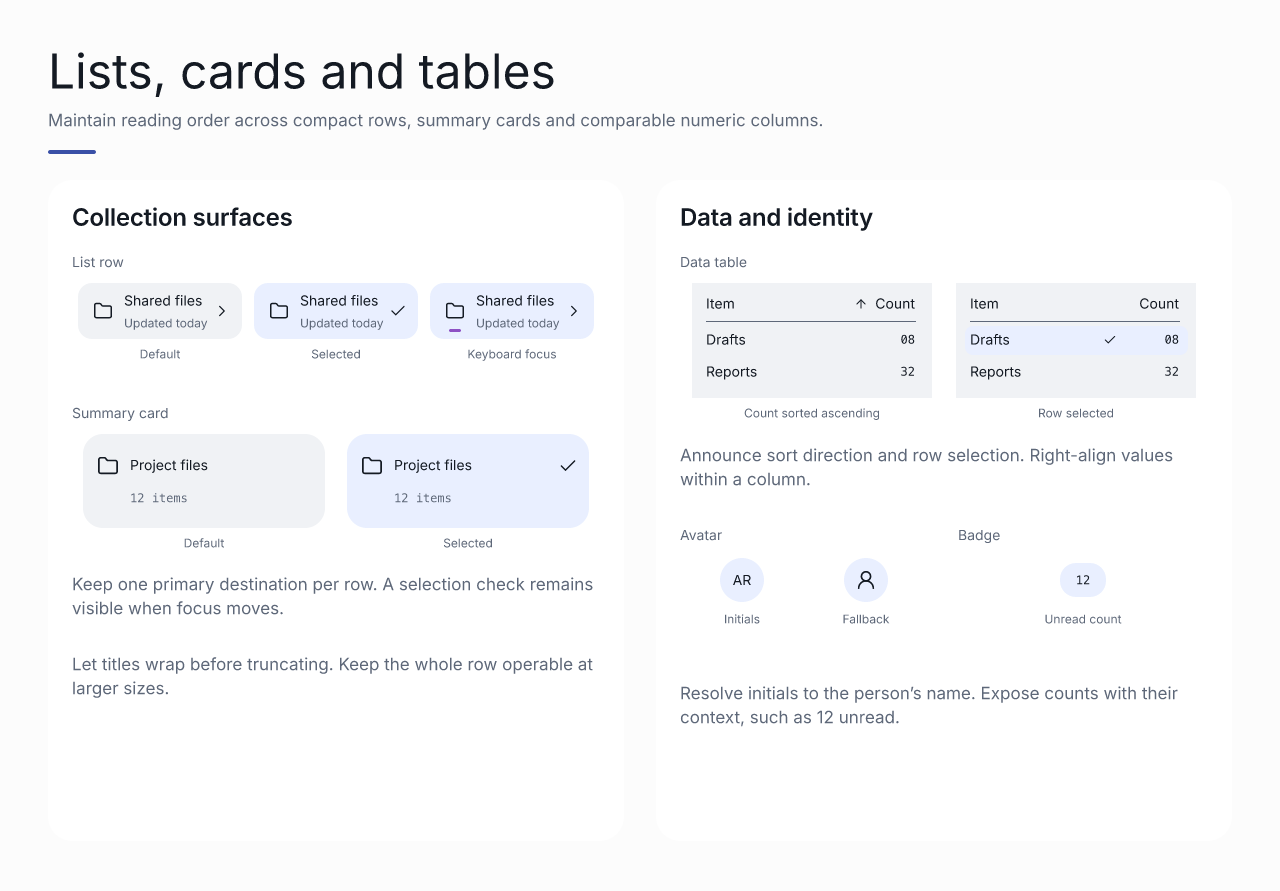 Lists, cards and tables
Maintain reading order across compact rows, summary cards and comparable numeric columns.
Collection surfaces
List row
Shared files
Updated today
Default
Shared files
Updated today
Selected
Shared files
Updated today
Keyboard focus
Summary card
Project files
12 items
Default
Project files
12 items
Selected
Keep one primary destination per row. A selection check remains
visible when focus moves.
Let titles wrap before truncating. Keep the whole row operable at
larger sizes.
Data and identity
Data table
Item Count
Drafts 08
Reports 32
Count sorted ascending
Item Count
Drafts 08
Reports 32
Row selected
Announce sort direction and row selection. Right-align values
within a column.
Avatar
AR
Initials
Fallback
Badge
12
Unread count
Resolve initials to the person’s name. Expose counts with their
context, such as 12 unread.